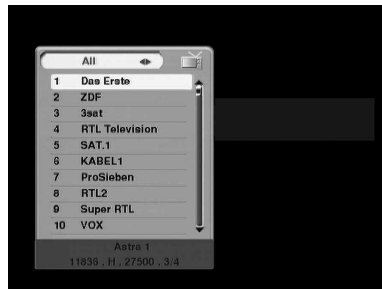 All
1 Das Erste
2 ZDF
3 3sat
4 RTL Television
5 SAT.1
6 KABEL1
7 ProSieben
8 RTL2
9 Super RTL
10 VOX
Astra 1
11836 , H , 27500 , 3/4